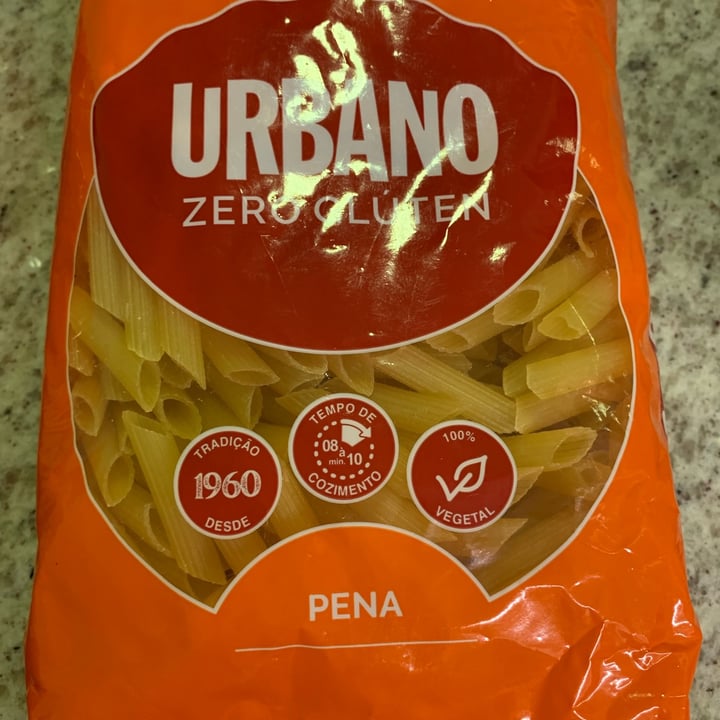 URBANO
ZERO GLÚTEN
TRADIÇÃO
1960
DESDE
TEMPO DE
08 à 10
min.
COZIMENTO
100%
VEGETAL
PENA